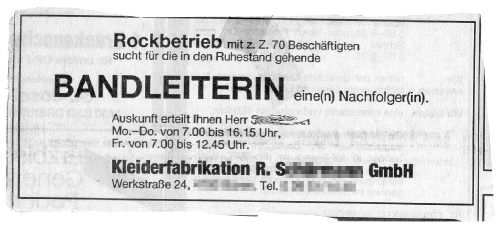 Rockbetrieb mit z. Z. 70 Beschäftigten
sucht für die in den Ruhestand gehende
BANDLEITERIN eine(n) Nachfolger(in).
Auskunft erteilt Ihnen Herr
Mo.–Do. von 7.00 bis 16.15 Uhr,
Fr. von 7.00 bis 12.45 Uhr.
Kleiderfabrikation R. GmbH
Werkstraße 24, Tel.